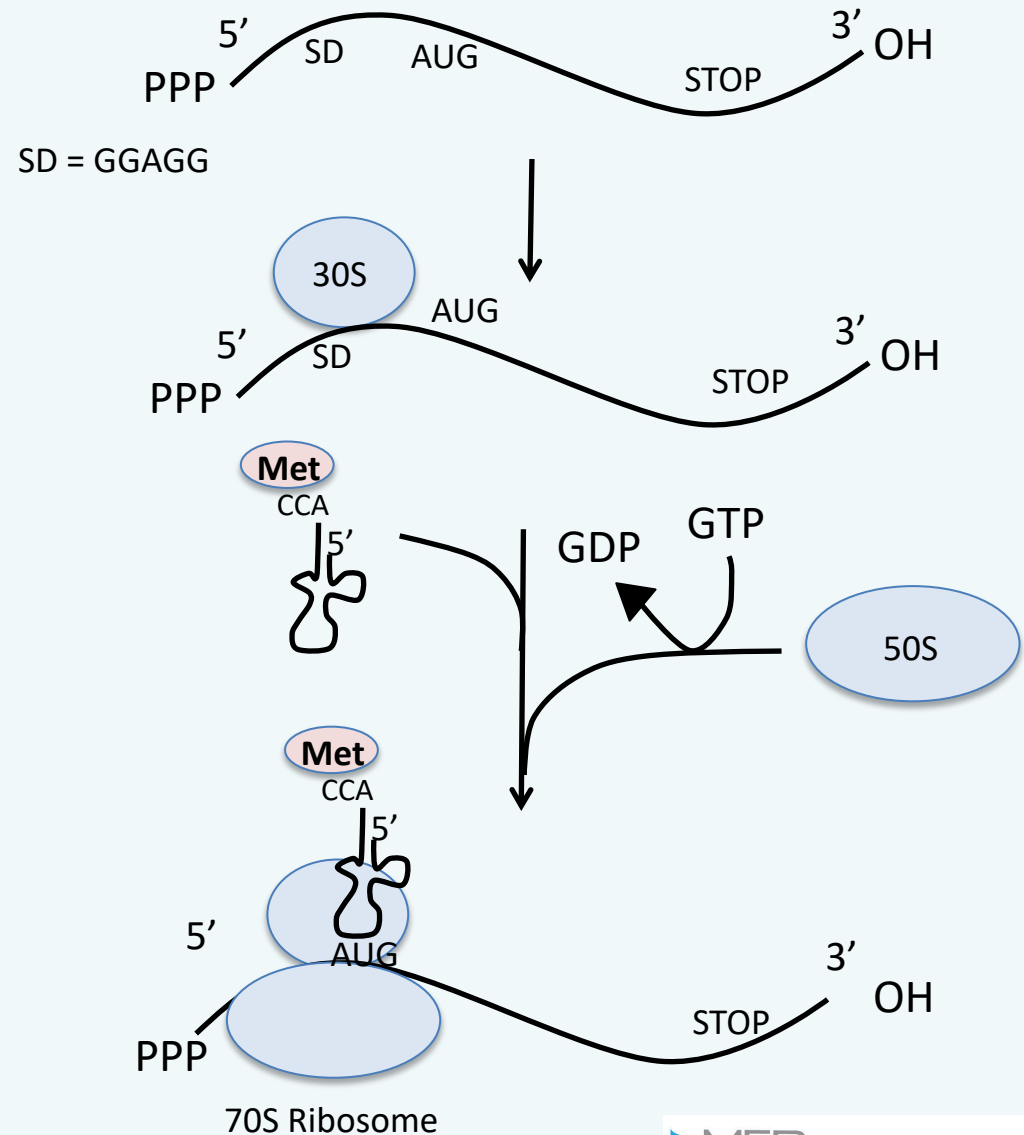 5’
3’
OH
SD
AUG
STOP
PPP
SD = GGAGG
30S
AUG
5’
3’
OH
SD
STOP
PPP
Met
CCA
5’
GDP
GTP
50S
Met
CCA
5’
5’
AUG
3’
OH
STOP
PPP
70S Ribosome